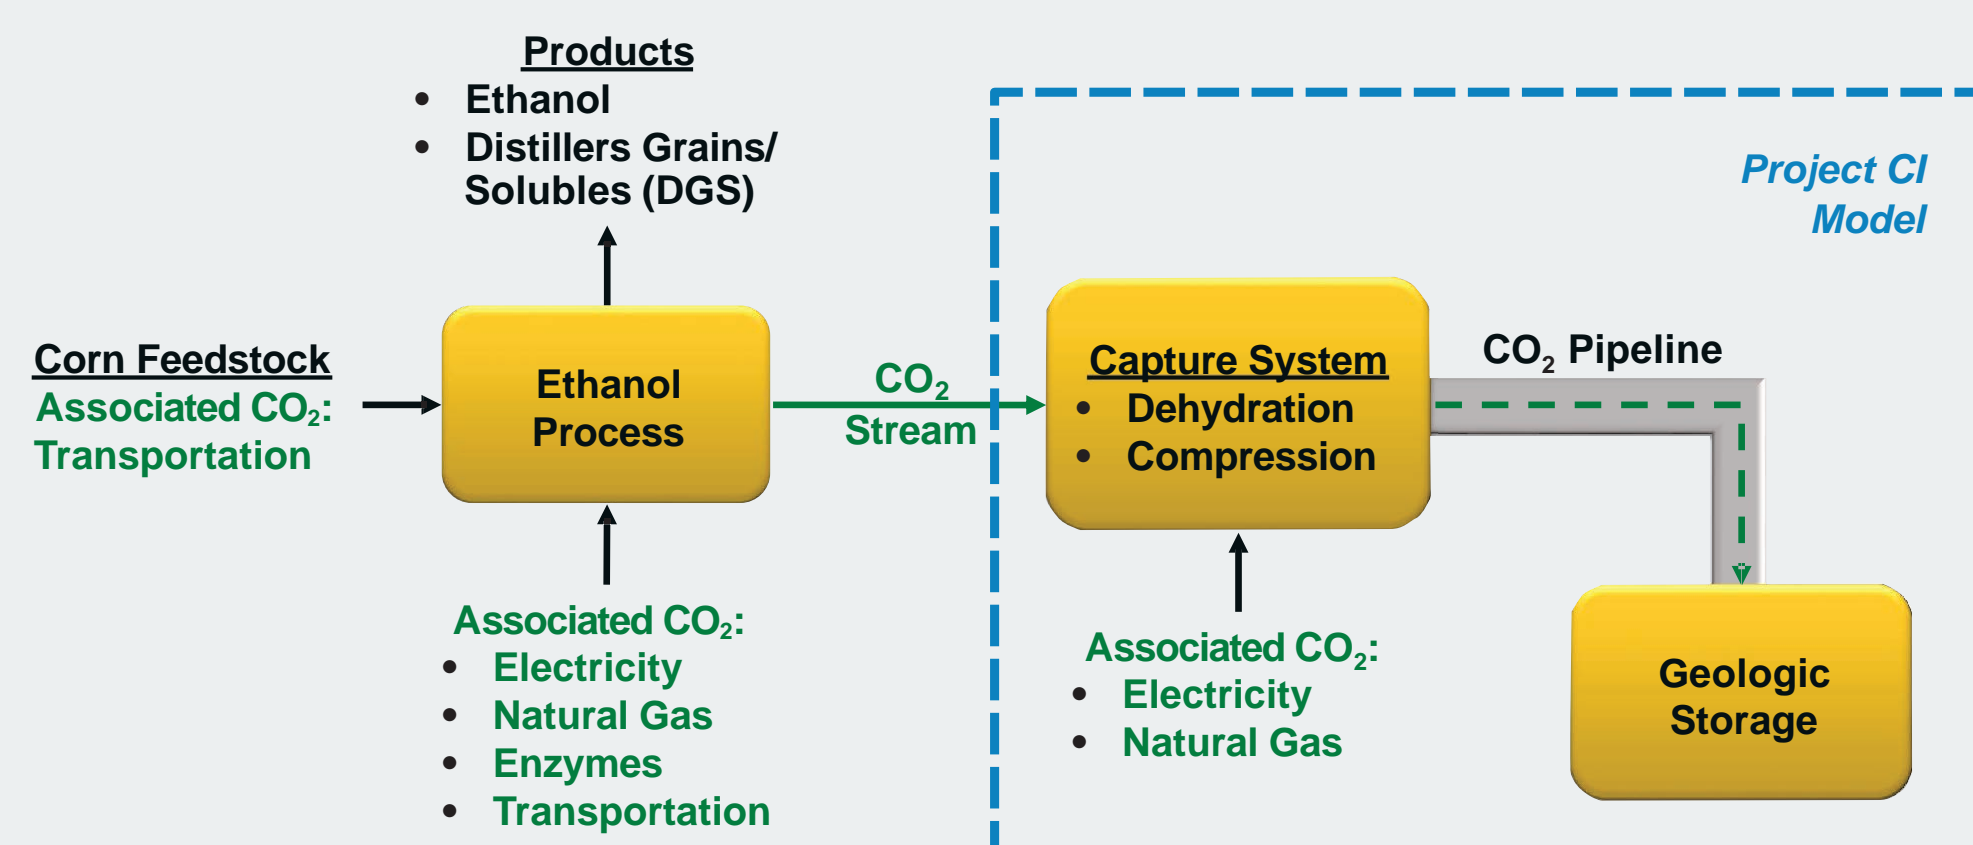 Products
• Ethanol
• Distillers Grains/
Solubles (DGS)
Project CI
Model
Corn Feedstock
Associated CO₂:
Transportation
Ethanol
Process
CO₂
Stream
Capture System
• Dehydration
• Compression
CO₂ Pipeline
Associated CO₂:
• Electricity
• Natural Gas
• Enzymes
• Transportation
Associated CO₂:
• Electricity
• Natural Gas
Geologic
Storage